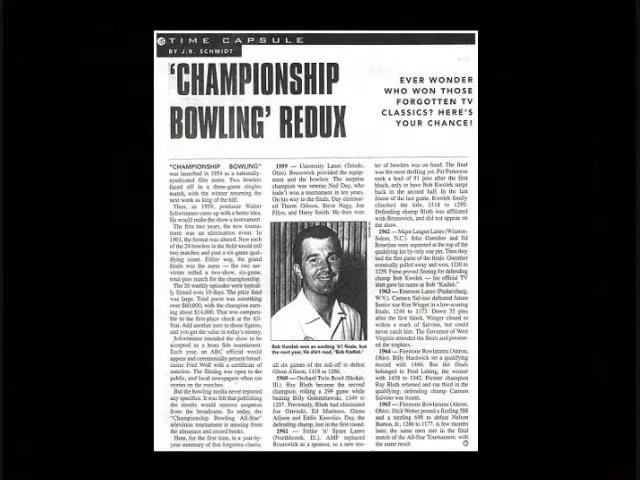 TIME CAPSULE
BY J.R. SCHMIDT
'CHAMPIONSHIP
BOWLING' REDUX
EVER WONDER
WHO WON THOSE
FORGOTTEN TV
CLASSICS? HERE'S
YOUR CHANCE!
"CHAMPIONSHIP BOWLING"
was launched in 1954 as a nationally-
syndicated film series. Two bowlers
faced off in a three-game singles
match, with the winner returning the
next week as king of the hill.
Then, in 1959, producer Walter
Schwimmer came up with a better idea.
He would make the show a tournament.
The first two years, the new tourna-
ment was an elimination event. In
1961, the format was altered. Now each
of the 24 bowlers in the field would roll
two matches and post a six-game qual-
ifying score. Either way, the grand
finale was the same — the two sur-
vivors rolled a two-show, six-game,
total-pins match for the championship.
The 26 weekly episodes were typical-
ly filmed over 10 days. The prize fund
was large. Total purse was something
over $60,000, with the champion earn-
ing about $14,000. That was compara-
ble to the first-place check at the All-
Star. Add another zero to those figures,
and you get the value in today's money.
Schwimmer intended the show to be
accepted as a bona fide tournament.
Each year, an ABC official would
appear and ceremonially present broad-
caster Fred Wolf with a certificate of
sanction. The filming was open to the
public, and local newspapers often ran
stories on the matches.
But the bowling media never reported
any specifics. It was felt that publishing
the results would remove suspense
from the broadcasts. So today, the
"Championship Bowling All-Star"
television tournament is missing from
the almanacs and record books.
Here, for the first time, is a year-by-
year summary of that forgotten classic.
1959 — University Lanes (Toledo,
Ohio). Brunswick provided the equip-
ment and bowlers. The surprise
champion was veteran Ned Day, who
hadn't won a tournament in ten years.
On his way to the finals, Day eliminat-
ed Therm Gibson, Steve Nagy, Joe
Filye, and Harry Smith. He then won
Bob Kwolek won an exciting '61 finals, but
the next year, his shirt read, "Bob Kadlek."
all six games of the roll-off to defeat
Glenn Allison, 1418 to 1286.
1960 — Orchard Twin Bowl (Skokie,
Ill.). Ray Bluth became the second
champion, rolling a 299 game while
beating Billy Golembiewski, 1349 to
1297. Previously, Bluth had eliminated
Joe Ostroski, Ed Marhoun, Glenn
Allison and Eddie Kawolics. Day, the
defending champ, lost in the first round.
1961 — Strike 'n' Spare Lanes
(Northbrook, Ill.). AMF replaced
Brunswick as a sponsor, so a new ros-
ter of bowlers was on hand. The final
was the most thrilling yet. Pat Patterson
took a lead of 91 pins after the first
block, only to have Bob Kwolek surge
back in the second half. In the last
frame of the last game, Kwolek finally
clinched the title, 1314 to 1299.
Defending champ Bluth was affiliated
with Brunswick, and did not appear on
the show.
1962 — Major League Lanes (Winston-
Salem, N.C.). John Guenther and Ed
Bourdase were separated at the top of the
qualifying list by only one pin. Then they
tied the first game of the finals. Guenther
eventually pulled away and won, 1230 to
1259. Fame proved fleeting for defending
champ Bob Kwolek — his official TV
shirt gave his name as Bob "Kadlek."
1963 — Emerson Lanes (Parkersburg,
W.V.). Carmen Salvino defeated future
Senior star Ron Winger in a low-scoring
finals, 1248 to 1173. Down 35 pins
after the first block, Winger closed to
within a mark of Salvino, but could
never catch him. The Governor of West
Virginia attended the finals and present-
ed the trophies.
1964 — Firestone Bowlarena (Akron,
Ohio). Billy Hardwick set a qualifying
record with 1466. But the finals
belonged to Fred Lening, the winner
with 1438 to 1342. Former champion
Ray Bluth returned and ran third in the
qualifying; defending champ Carmen
Salvino was fourth.
1965 — Firestone Bowlarena (Akron,
Ohio). Dick Weber posted a sizzling 588
and a sizzling 698 to defeat Nelson
Burton, Jr., 1286 to 1177. A few months
later, the same men met in the final
match of the All-Star Tournament, with
the same result.